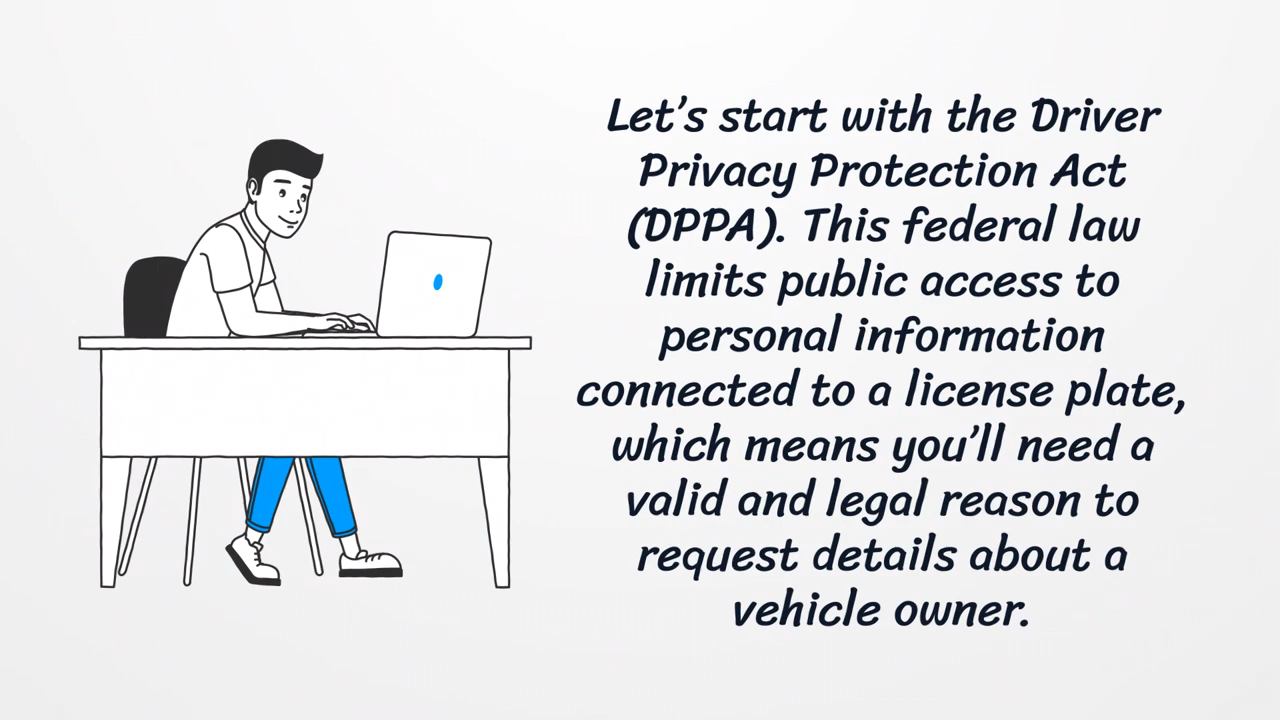 Let’s start with the Driver
Privacy Protection Act
(DPPA). This federal law
limits public access to
personal information
connected to a license plate,
which means you’ll need a
valid and legal reason to
request details about a
vehicle owner.